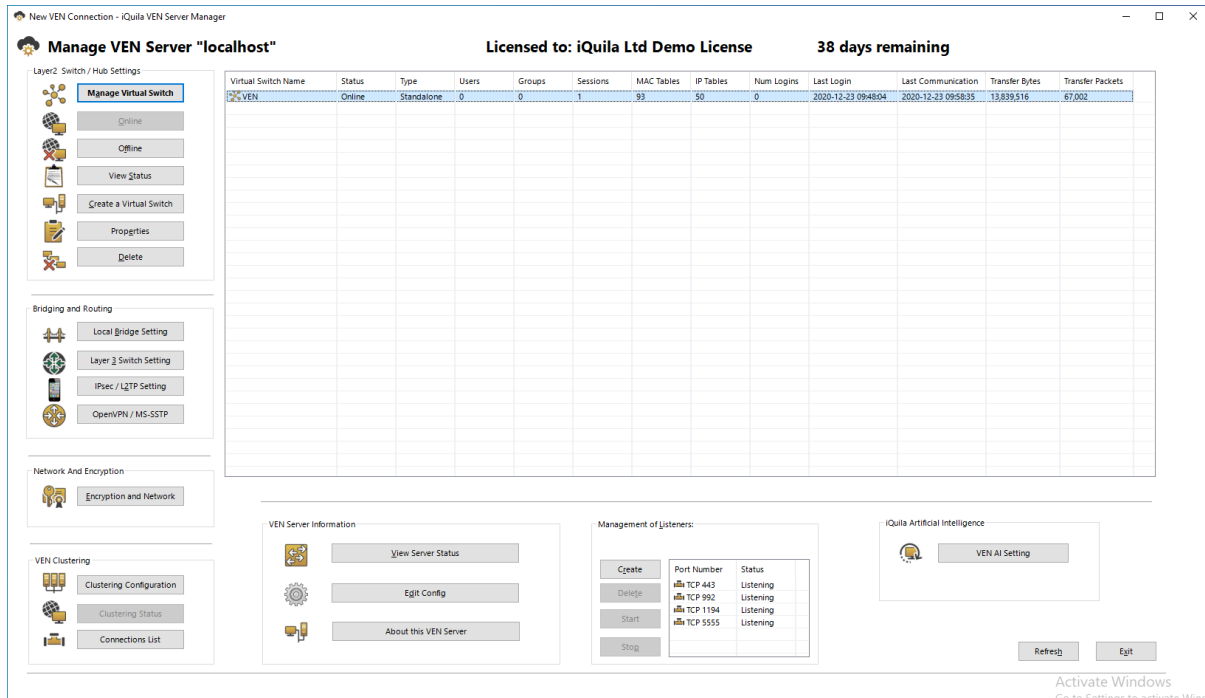 New VEN Connection - iQuila VEN Server Manager
Manage VEN Server "localhost" Licensed to: iQuila Ltd Demo License 38 days remaining
Layer2 Switch / Hub Settings
Manage Virtual Switch
Online
Offline
View Status
Create a Virtual Switch
Properties
Delete
Virtual Switch Name Status Type Users Groups Sessions MAC Tables IP Tables Num Logins Last Login Last Communication Transfer Bytes Transfer Packets
VEN Online Standalone 0 0 1 93 50 0 2020-12-23 09:48:04 2020-12-23 09:58:35 13,839,516 67,002
Bridging and Routing
Local Bridge Setting
Layer 3 Switch Setting
IPsec / L2TP Setting
OpenVPN / MS-SSTP
Network And Encryption
Encryption and Network
VEN Clustering
Clustering Configuration
Clustering Status
Connections List
VEN Server Information
View Server Status
Edit Config
About this VEN Server
Management of Listeners:
Create
Delete
Start
Stop
Port Number Status
TCP 443 Listening
TCP 992 Listening
TCP 1194 Listening
TCP 5555 Listening
iQuila Artificial Intelligence
VEN AI Setting
Refresh
Exit
Activate Windows
Go to Settings to activate Win